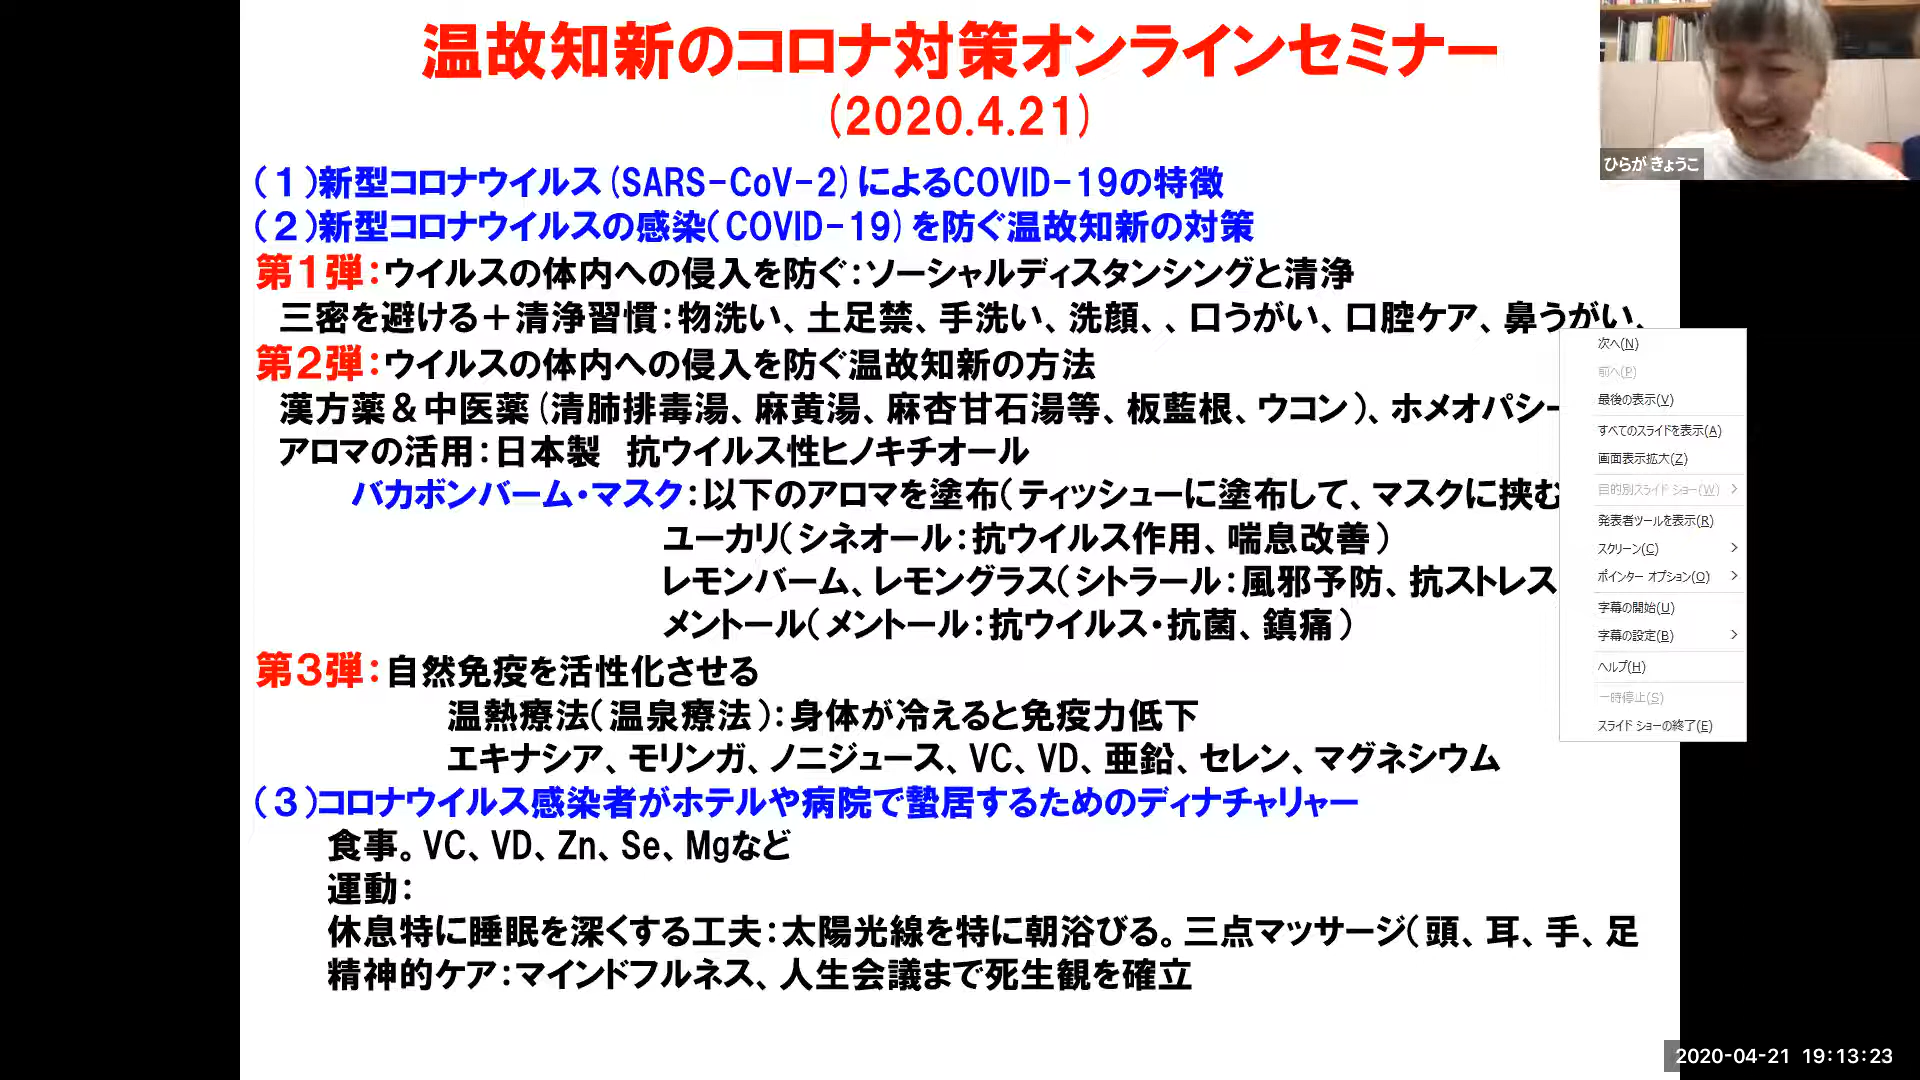 温故知新のコロナ対策オンラインセミナー
(2020.4.21)
(1)新型コロナウイルス(SARS-CoV-2)によるCOVID-19の特徴
(2)新型コロナウイルスの感染(COVID-19)を防ぐ温故知新の対策
第1弾:ウイルスの体内への侵入を防ぐ:ソーシャルディスタンシングと清浄
三密を避ける+清浄習慣:物洗い、土足禁、手洗い、洗顔、、口うがい、口腔ケア、鼻うがい、
第2弾:ウイルスの体内への侵入を防ぐ温故知新の方法
漢方薬&中医薬(清肺排毒湯、麻黄湯、麻杏甘石湯等、板藍根、ウコン)、ホメオパシー
アロマの活用:日本製 抗ウイルス性ヒノキチオール
バカボンバーム・マスク:以下のアロマを塗布(ティッシューに塗布して、マスクに挟む
ユーカリ(シネオール:抗ウイルス作用、喘息改善)
レモンバーム、レモングラス(シトラール:風邪予防、抗ストレス
メントール(メントール:抗ウイルス・抗菌、鎮痛)
第3弾:自然免疫を活性化させる
温熱療法(温泉療法):身体が冷えると免疫力低下
エキナシア、モリンガ、ノニジュース、VC、VD、亜鉛、セレン、マグネシウム
(3)コロナウイルス感染者がホテルや病院で蟄居するためのディナチャリャー
食事。VC、VD、Zn、Se、Mgなど
運動:
休息特に睡眠を深くする工夫:太陽光線を特に朝浴びる。三点マッサージ(頭、耳、手、足
精神的ケア:マインドフルネス、人生会議まで死生観を確立
ひらが きょうこ
次へ(N)
前へ(P)
最後の表示(V)
すべてのスライドを表示(A)
画面表示拡大(Z)
目的別スライド ショー(W)
発表者ツールを表示(R)
スクリーン(C)
ポインター オプション(O)
字幕の開始(U)
字幕の設定(B)
ヘルプ(H)
一時停止(S)
スライド ショーの終了(E)
2020-04-21 19:13:23